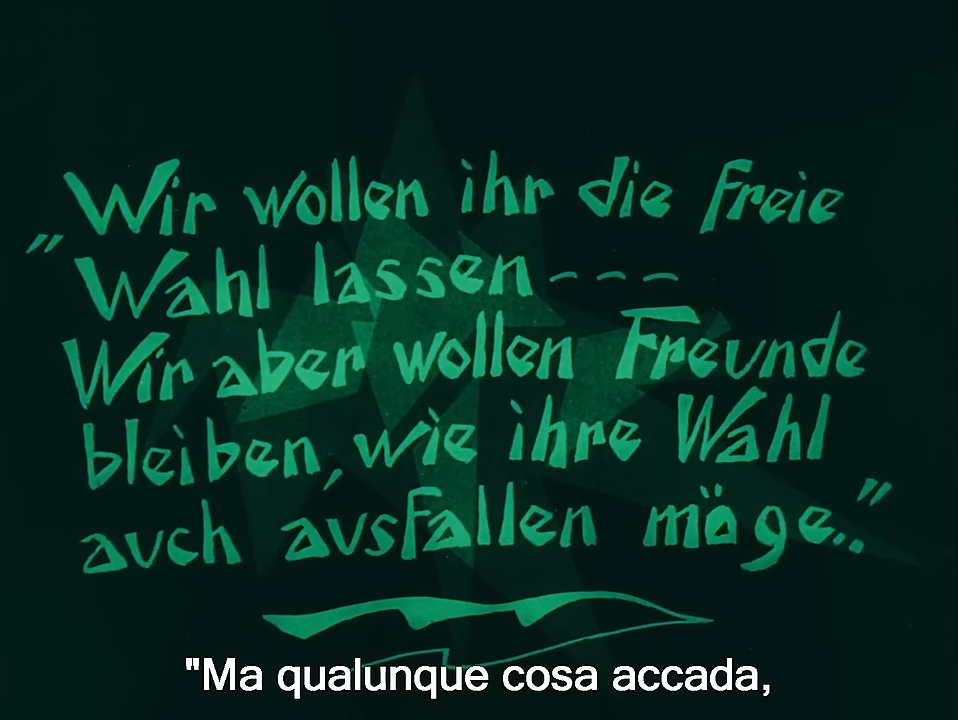 „Wir wollen ihr die freie
Wahl lassen - - -
Wir aber wollen Freunde
bleiben, wie ihre Wahl
auch ausfallen möge.."
"Ma qualunque cosa accada,